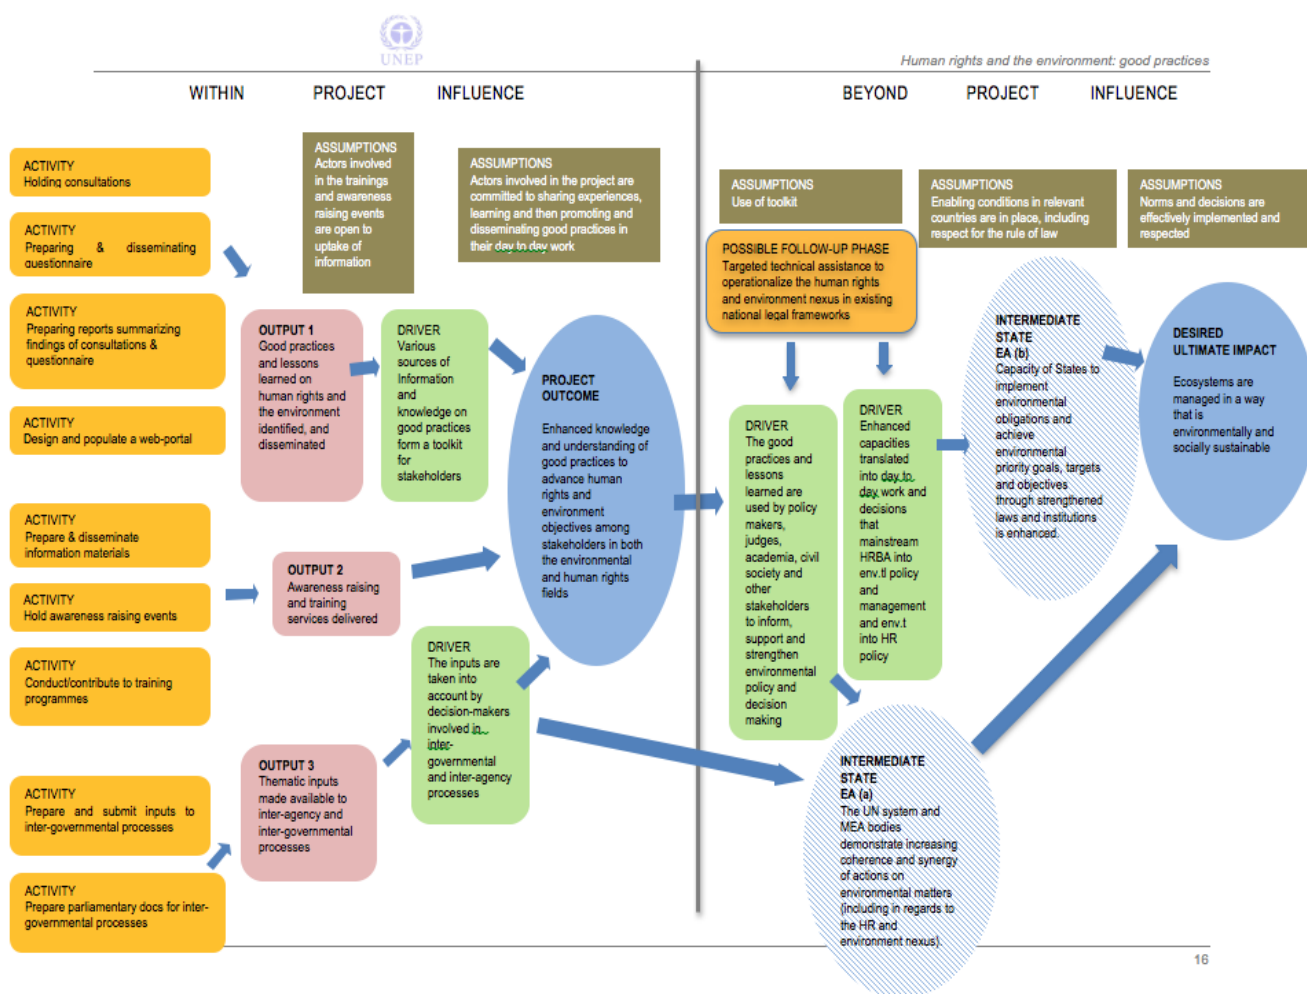 UNEP
Human rights and the environment: good practices
WITHIN PROJECT INFLUENCE
BEYOND PROJECT INFLUENCE
ACTIVITY
Holding consultations
ACTIVITY
Preparing & disseminating
questionnaire
ACTIVITY
Preparing reports summarizing
findings of consultations &
questionnaire
ACTIVITY
Design and populate a web-portal
ACTIVITY
Prepare & disseminate
information materials
ACTIVITY
Hold awareness raising events
ACTIVITY
Conduct/contribute to training
programmes
ACTIVITY
Prepare and submit inputs to
inter-governmental processes
ACTIVITY
Prepare parliamentary docs for inter-
governmental processes
ASSUMPTIONS
Actors involved
in the trainings
and awareness
raising events
are open to
uptake of
information
ASSUMPTIONS
Actors involved in the project are
committed to sharing experiences,
learning and then promoting and
disseminating good practices in
their day to day work
OUTPUT 1
Good practices
and lessons
learned on
human rights and
the environment
identified, and
disseminated
DRIVER
Various
sources of
Information
and
knowledge on
good practices
form a toolkit
for
stakeholders
OUTPUT 2
Awareness raising
and training
services delivered
OUTPUT 3
Thematic inputs
made available to
inter-agency and
inter-governmental
processes
DRIVER
The inputs are
taken into
account by
decision-makers
involved in
inter-
governmental
and inter-agency
processes
PROJECT
OUTCOME
Enhanced knowledge
and understanding of
good practices to
advance human
rights and
environment
objectives among
stakeholders in both
the environmental
and human rights
fields
ASSUMPTIONS
Use of toolkit
POSSIBLE FOLLOW-UP PHASE
Targeted technical assistance to
operationalize the human rights
and environment nexus in existing
national legal frameworks
DRIVER
The good
practices and
lessons
learned are
used by policy
makers,
judges,
academia, civil
society and
other
stakeholders
to inform,
support and
strengthen
environmental
policy and
decision
making
DRIVER
Enhanced
capacities
translated
into day to
day work and
decisions
that
mainstream
HRBA into
env.tl policy
and
management
and env.t
into HR
policy
ASSUMPTIONS
Enabling conditions in relevant
countries are in place, including
respect for the rule of law
INTERMEDIATE
STATE
EA (b)
Capacity of States to
implement
environmental
obligations and
achieve
environmental
priority goals, targets
and objectives
through strengthened
laws and institutions
is enhanced.
INTERMEDIATE
STATE
EA (a)
The UN system and
MEA bodies
demonstrate increasing
coherence and synergy
of actions on
environmental matters
(including in regards to
the HR and
environment nexus).
ASSUMPTIONS
Norms and decisions are
effectively implemented and
respected
DESIRED
ULTIMATE IMPACT
Ecosystems are
managed in a way
that is
environmentally and
socially sustainable
16